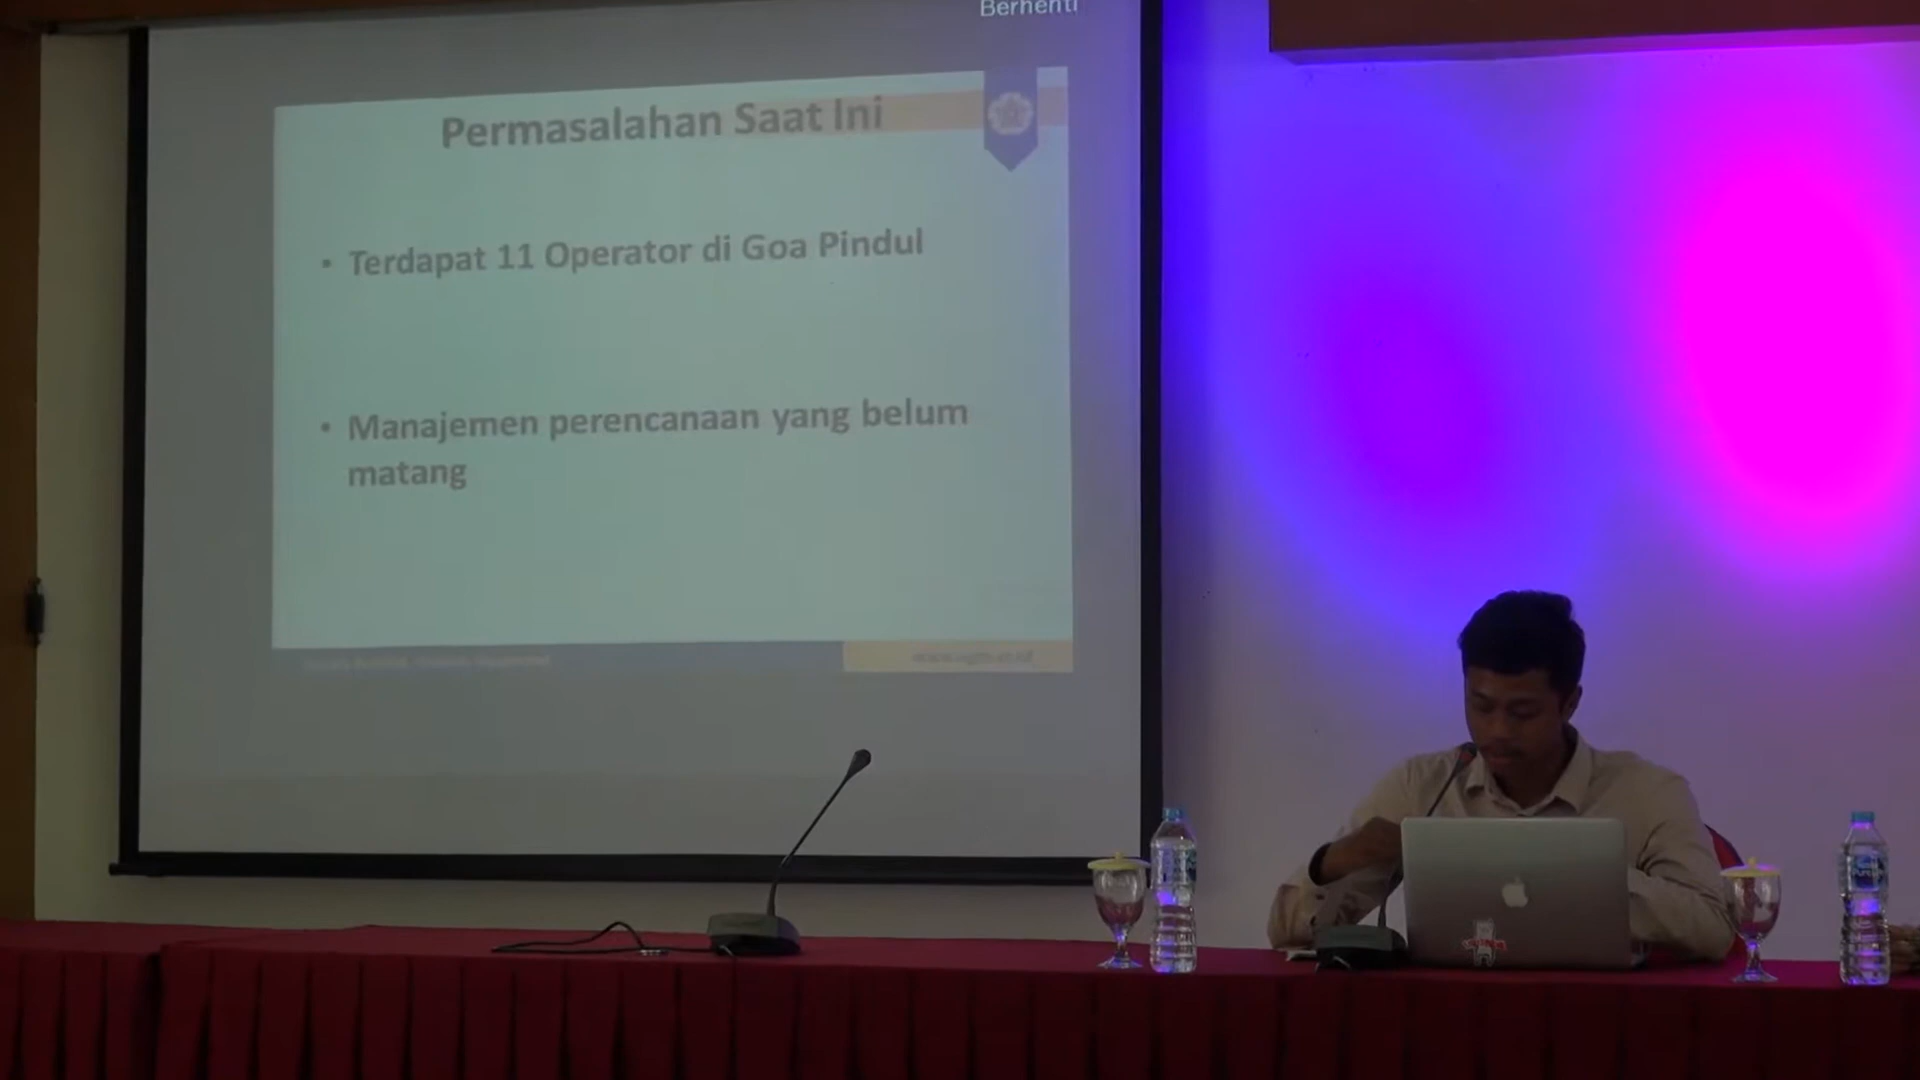 Berhenti
Permasalahan Saat Ini
• Terdapat 11 Operator di Goa Pindul
• Manajemen perencanaan yang belum
matang